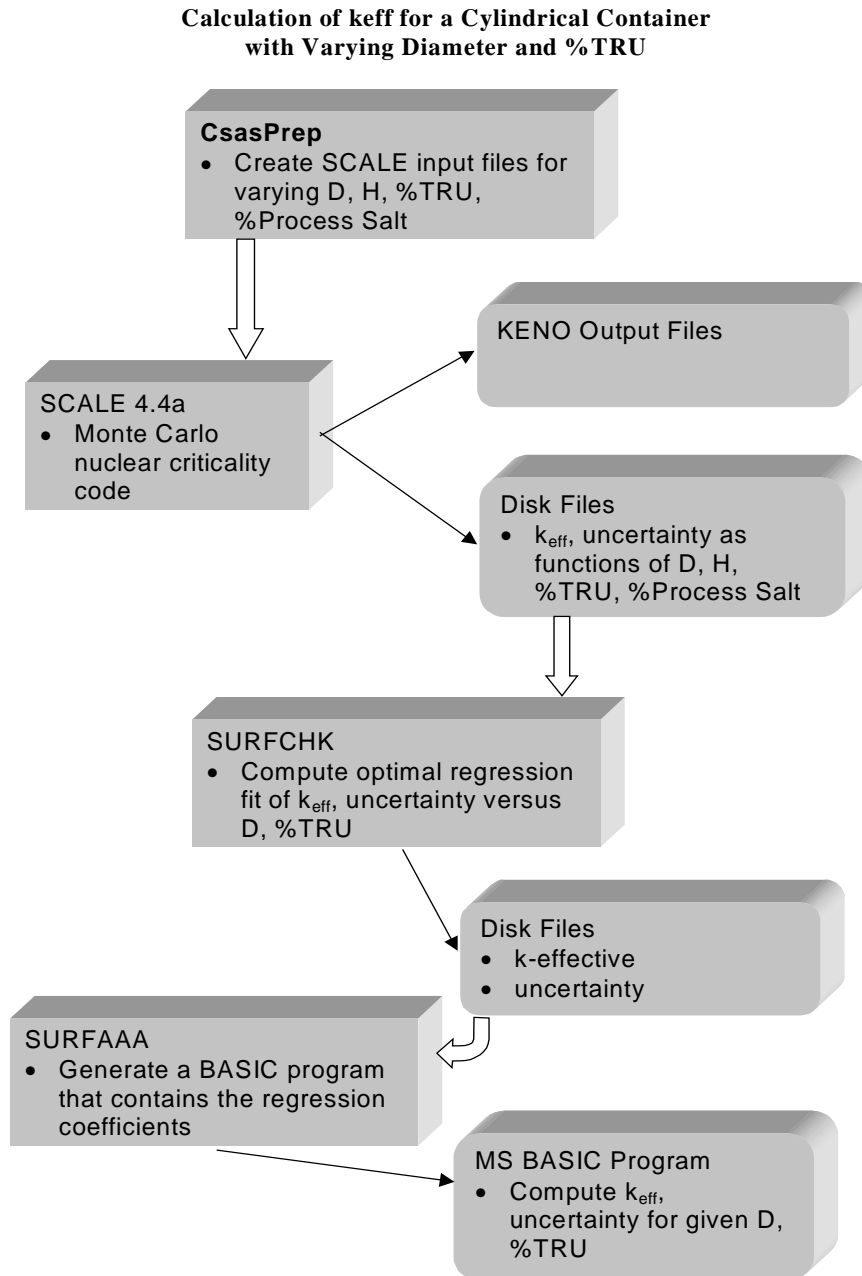 Calculation of keff for a Cylindrical Container
with Varying Diameter and %TRU
CsasPrep
• Create SCALE input files for
varying D, H, %TRU,
%Process Salt
KENO Output Files
SCALE 4.4a
• Monte Carlo
nuclear criticality
code
Disk Files
• keff, uncertainty as
functions of D, H,
%TRU, %Process Salt
SURFCHK
• Compute optimal regression
fit of keff, uncertainty versus
D, %TRU
Disk Files
• k-effective
• uncertainty
SURFAAA
• Generate a BASIC program
that contains the regression
coefficients
MS BASIC Program
• Compute keff,
uncertainty for given D,
%TRU